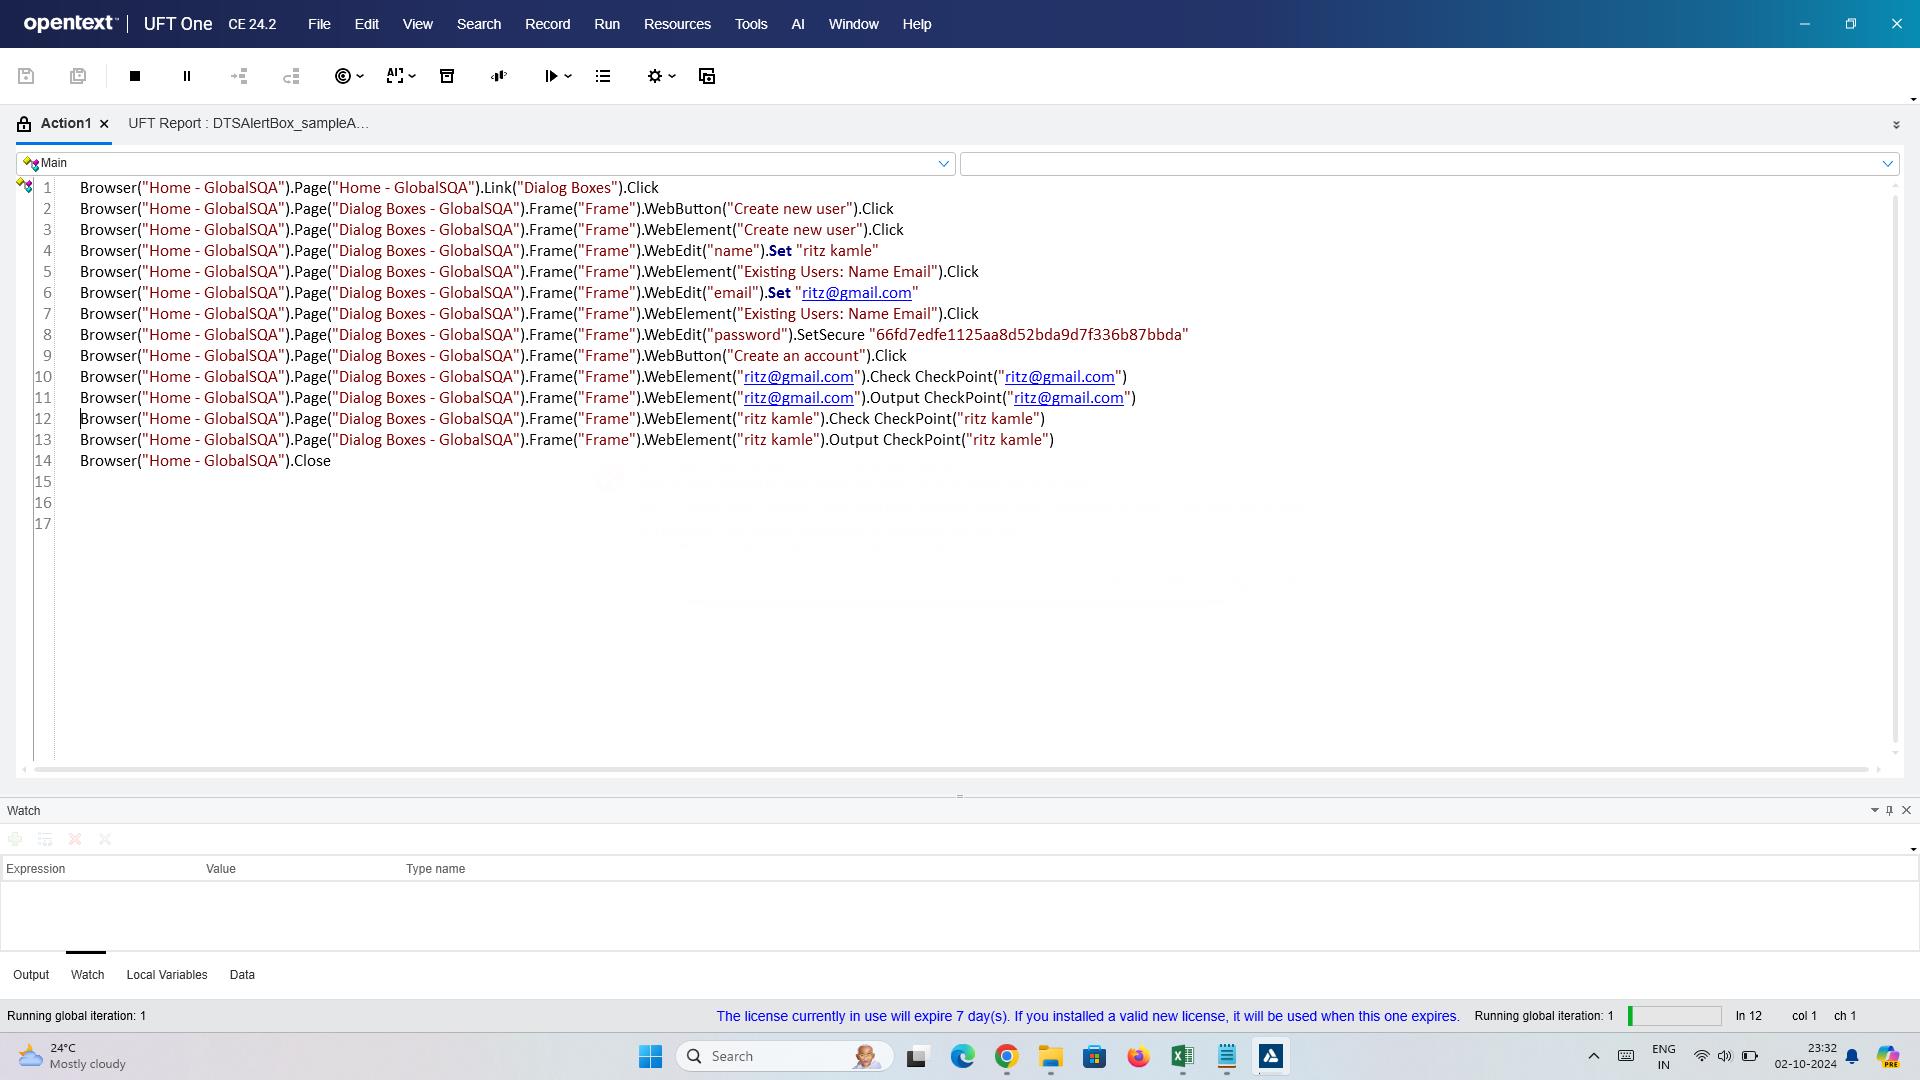 opentext™ | UFT One CE 24.2 File Edit View Search Record Run Resources Tools AI Window Help
Action1 UFT Report : DTSAlertBox_sampleA...
Main
1 Browser("Home - GlobalSQA").Page("Home - GlobalSQA").Link("Dialog Boxes").Click
2 Browser("Home - GlobalSQA").Page("Dialog Boxes - GlobalSQA").Frame("Frame").WebButton("Create new user").Click
3 Browser("Home - GlobalSQA").Page("Dialog Boxes - GlobalSQA").Frame("Frame").WebElement("Create new user").Click
4 Browser("Home - GlobalSQA").Page("Dialog Boxes - GlobalSQA").Frame("Frame").WebEdit("name").Set "ritz kamle"
5 Browser("Home - GlobalSQA").Page("Dialog Boxes - GlobalSQA").Frame("Frame").WebElement("Existing Users: Name Email").Click
6 Browser("Home - GlobalSQA").Page("Dialog Boxes - GlobalSQA").Frame("Frame").WebEdit("email").Set "ritz@gmail.com"
7 Browser("Home - GlobalSQA").Page("Dialog Boxes - GlobalSQA").Frame("Frame").WebElement("Existing Users: Name Email").Click
8 Browser("Home - GlobalSQA").Page("Dialog Boxes - GlobalSQA").Frame("Frame").WebEdit("password").SetSecure "66fd7edfe1125aa8d52bda9d7f336b87bbda"
9 Browser("Home - GlobalSQA").Page("Dialog Boxes - GlobalSQA").Frame("Frame").WebButton("Create an account").Click
10 Browser("Home - GlobalSQA").Page("Dialog Boxes - GlobalSQA").Frame("Frame").WebElement("ritz@gmail.com").Check CheckPoint("ritz@gmail.com")
11 Browser("Home - GlobalSQA").Page("Dialog Boxes - GlobalSQA").Frame("Frame").WebElement("ritz@gmail.com").Output CheckPoint("ritz@gmail.com")
12 Browser("Home - GlobalSQA").Page("Dialog Boxes - GlobalSQA").Frame("Frame").WebElement("ritz kamle").Check CheckPoint("ritz kamle")
13 Browser("Home - GlobalSQA").Page("Dialog Boxes - GlobalSQA").Frame("Frame").WebElement("ritz kamle").Output CheckPoint("ritz kamle")
14 Browser("Home - GlobalSQA").Close
15
16
17
Watch
Expression Value Type name
Output Watch Local Variables Data
Running global iteration: 1 The license currently in use will expire 7 day(s). If you installed a valid new license, it will be used when this one expires. Running global iteration: 1 ln 12 col 1 ch 1
24°C
Mostly cloudy
Search
PRE
ENG
IN
23:32
02-10-2024